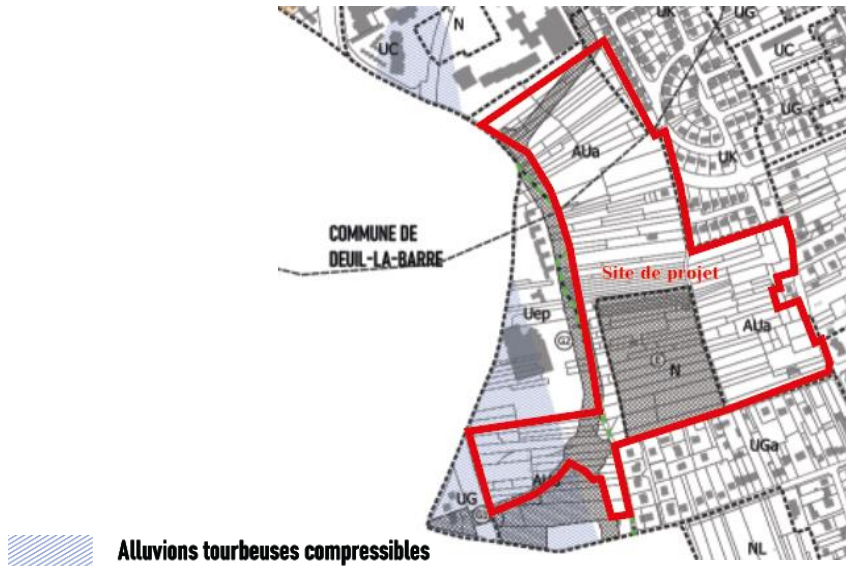 UG
N
UK
UC
UC
UG
AUa
UK
COMMUNE DE
DEUIL-LA-BARRE
Site de projet
Uep
AUa
N
UGa
UG
NL
Alluvions tourbeuses compressibles